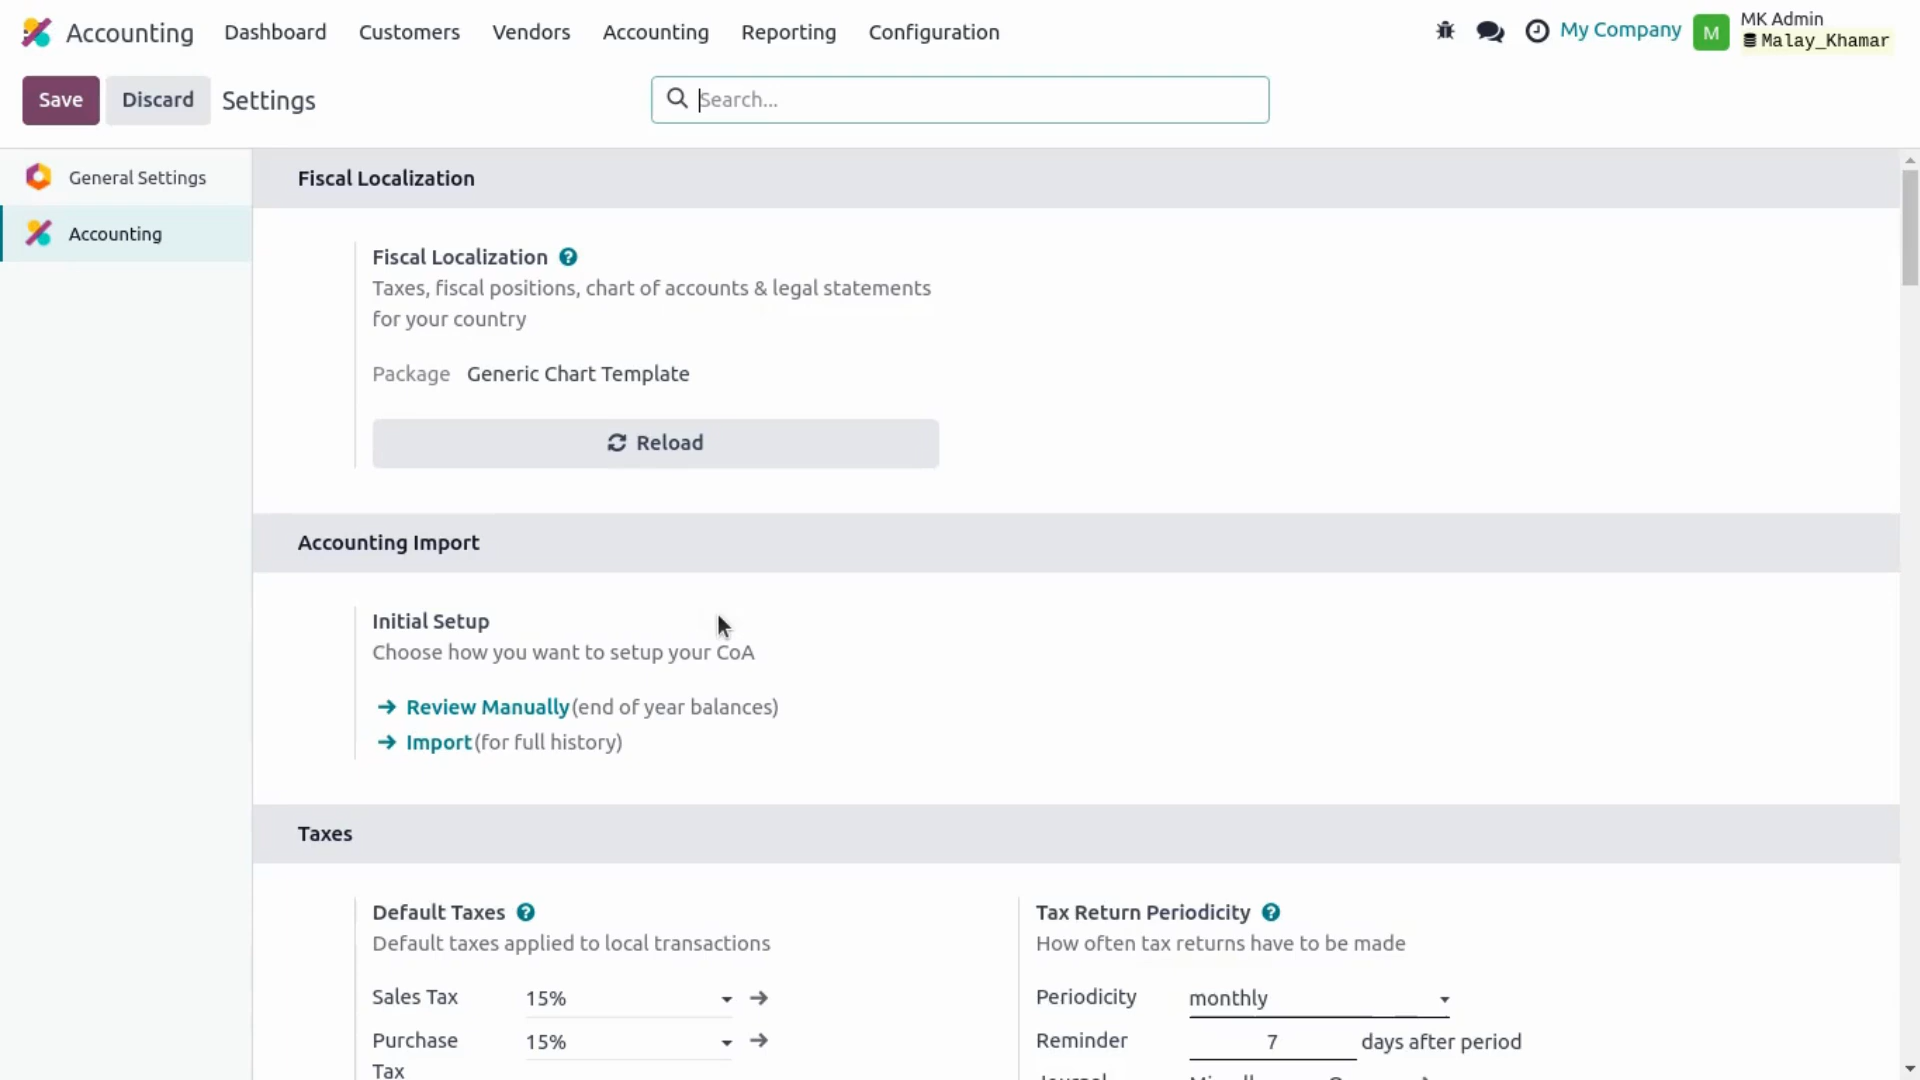 Accounting Dashboard Customers Vendors Accounting Reporting Configuration My Company M MK Admin
Malay_Khamar
Save Discard Settings Search...
General Settings
Accounting
Fiscal Localization
Fiscal Localization ?
Taxes, fiscal positions, chart of accounts & legal statements
for your country
Package Generic Chart Template
Reload
Accounting Import
Initial Setup
Choose how you want to setup your CoA
→ Review Manually (end of year balances)
→ Import (for full history)
Taxes
Default Taxes ?
Default taxes applied to local transactions
Sales Tax 15% →
Purchase 15% →
Tax
Tax Return Periodicity ?
How often tax returns have to be made
Periodicity monthly
Reminder 7 days after period